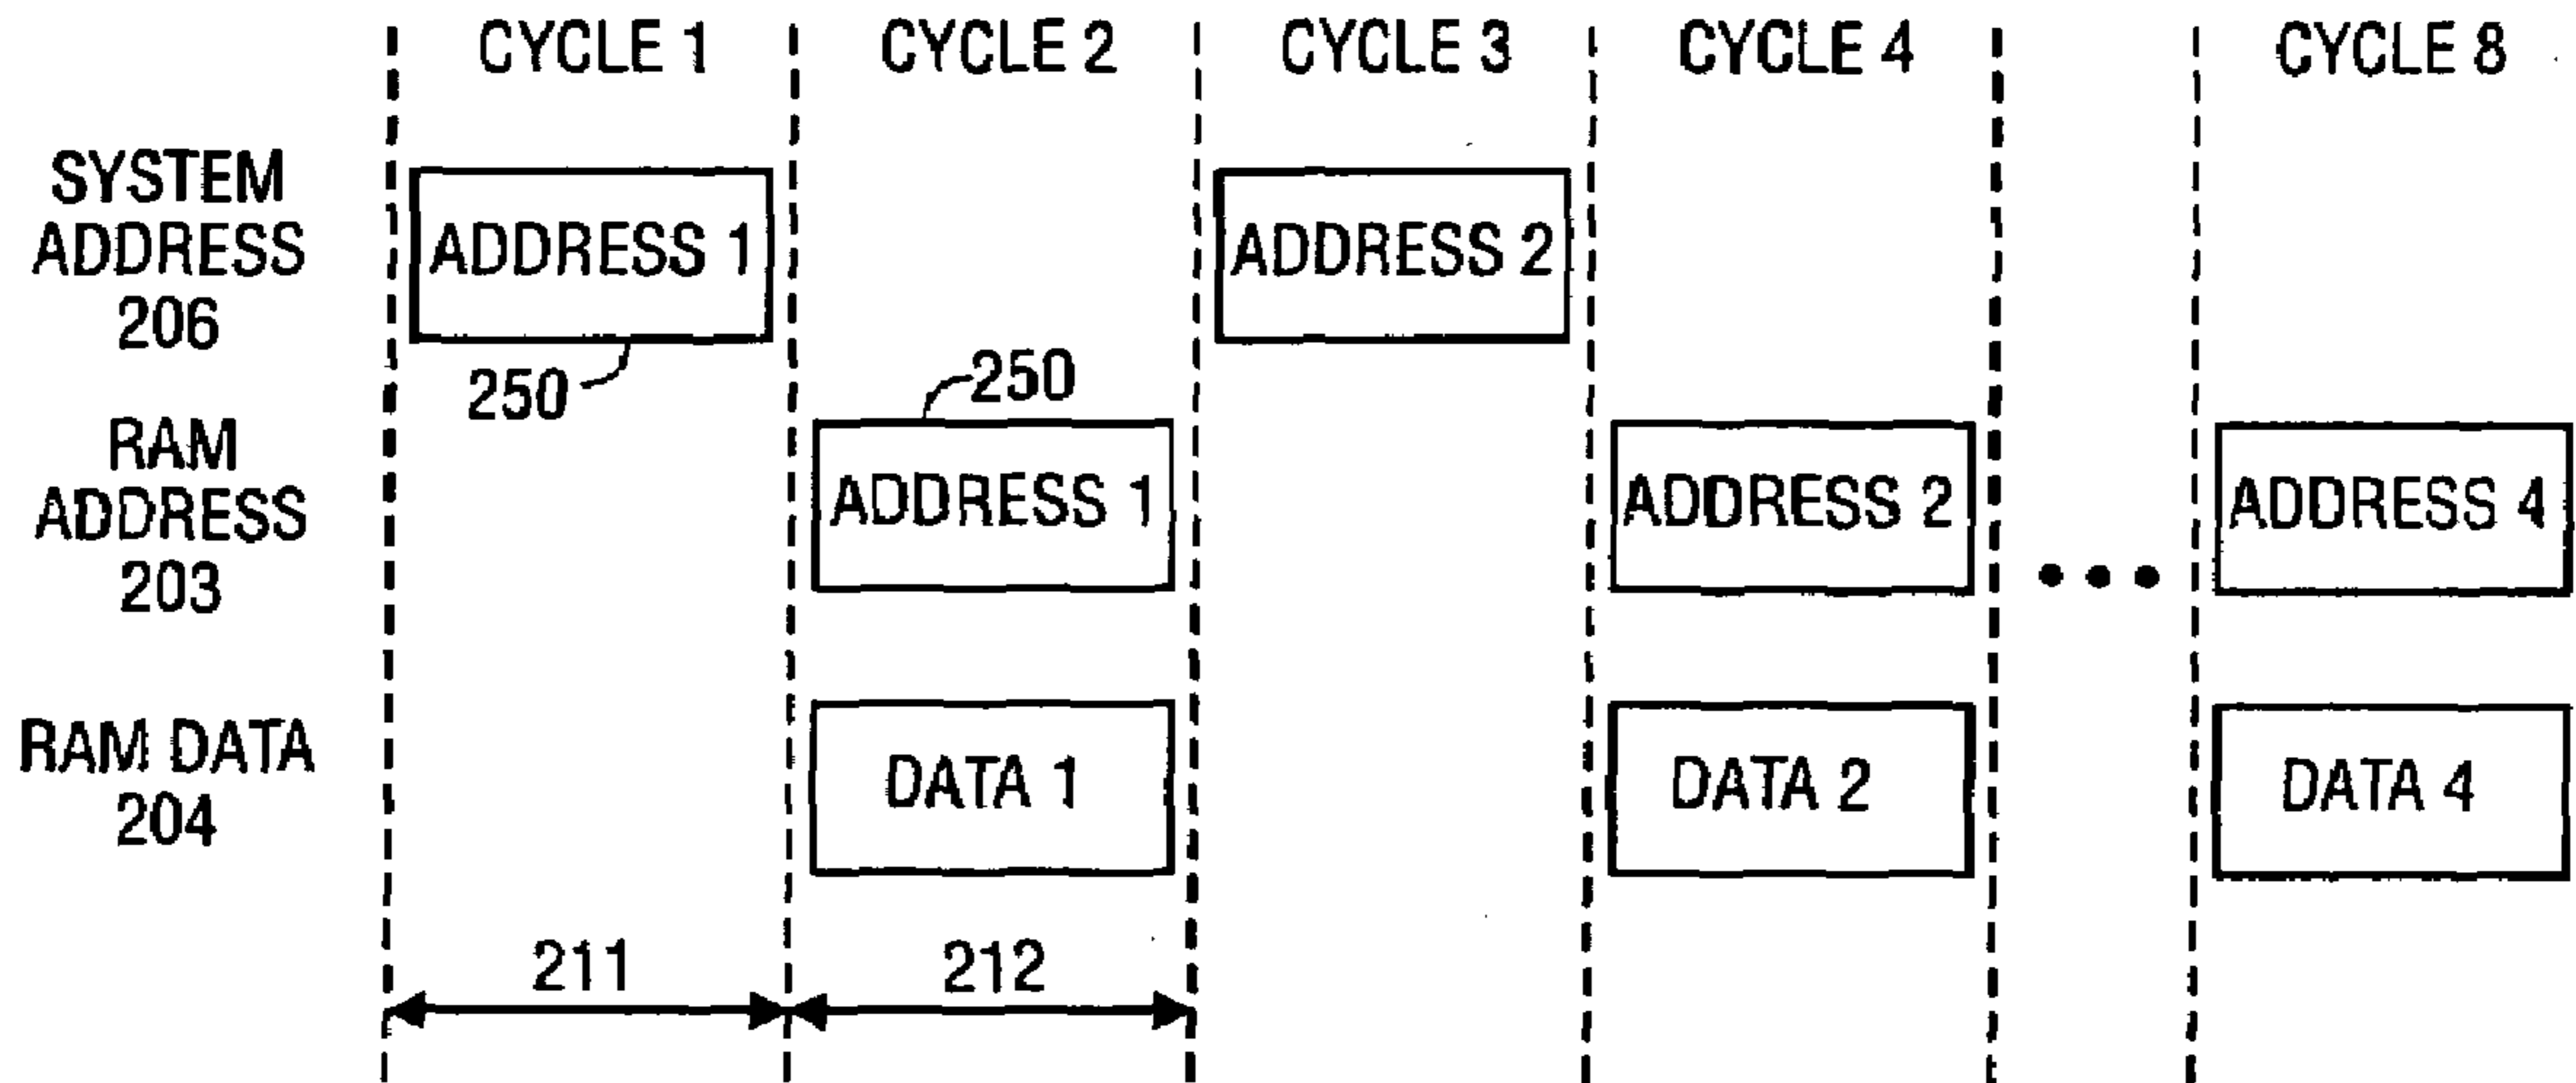 CYCLE 1 CYCLE 2 CYCLE 3 CYCLE 4 CYCLE 8
SYSTEM
ADDRESS
206
ADDRESS 1 ADDRESS 2
250 250
RAM
ADDRESS
203
ADDRESS 1 ADDRESS 2 ••• ADDRESS 4
RAM DATA
204
DATA 1 DATA 2 DATA 4
211 212